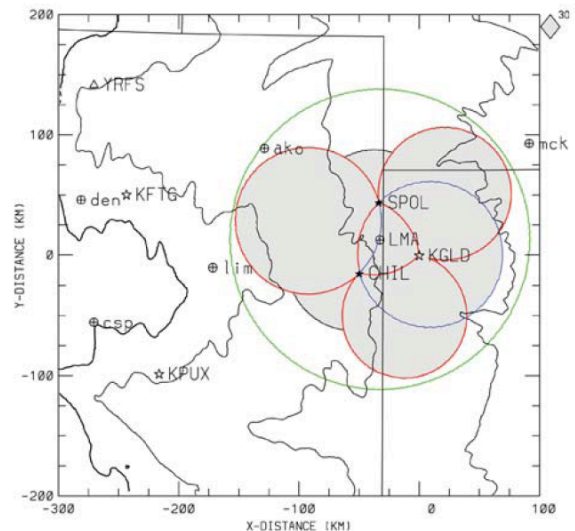 200
30
YRFS
100
ako
mck
den
KFTG
SPOL
LMA
Y-DISTANCE (KM)
0
lim
KGLD
CHIL
csp
KPUX
-100
-200
-300
-200
-100
0
100
X-DISTANCE (KM)